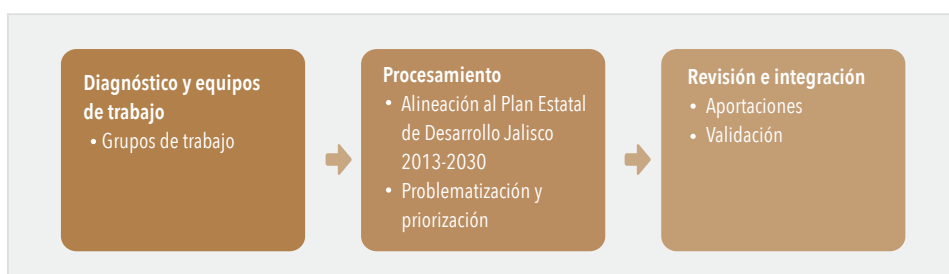 Diagnóstico y equipos
de trabajo
• Grupos de trabajo
Procesamiento
• Alineación al Plan Estatal
de Desarrollo Jalisco
2013-2030
• Problematización y
priorización
Revisión e integración
• Aportaciones
• Validación